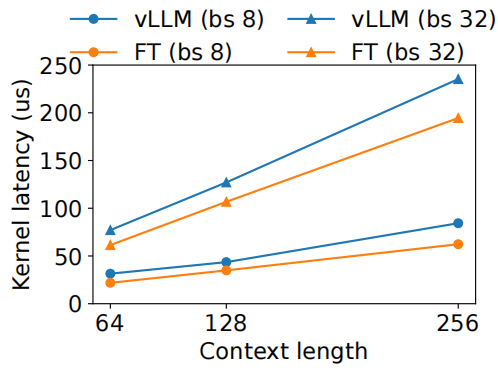 vLLM (bs 8) vLLM (bs 32)
FT (bs 8) FT (bs 32)
Kernel latency (us)
250
200
150
100
50
0
64 128 256
Context length